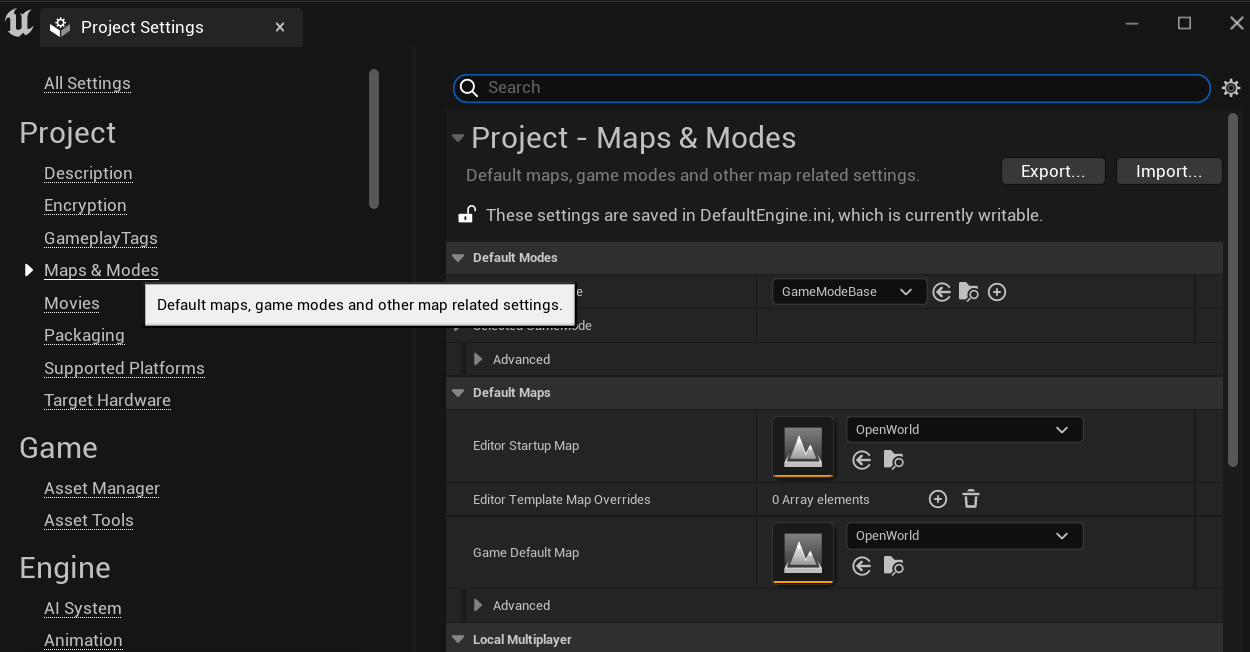 Project Settings
All Settings
Project
Description
Encryption
GameplayTags
Maps & Modes
Movies
Packaging
Supported Platforms
Target Hardware
Game
Asset Manager
Asset Tools
Engine
AI System
Animation
Default maps, game modes and other map related settings.
Search
Project - Maps & Modes
Default maps, game modes and other map related settings.
Export...
Import...
These settings are saved in DefaultEngine.ini, which is currently writable.
Default Modes
GameModeBase
Selected GameMode
Advanced
Default Maps
Editor Startup Map
OpenWorld
Editor Template Map Overrides
0 Array elements
Game Default Map
OpenWorld
Advanced
Local Multiplayer